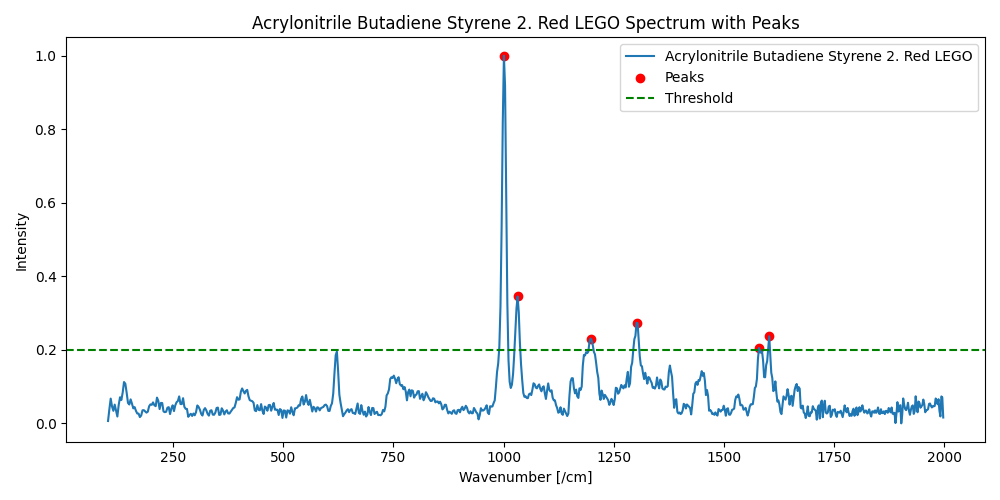 Acrylonitrile Butadiene Styrene 2. Red LEGO Spectrum with Peaks
Acrylonitrile Butadiene Styrene 2. Red LEGO
Peaks
Threshold
Intensity
1.0
0.8
0.6
0.4
0.2
0.0
250 500 750 1000 1250 1500 1750 2000
Wavenumber [/cm]